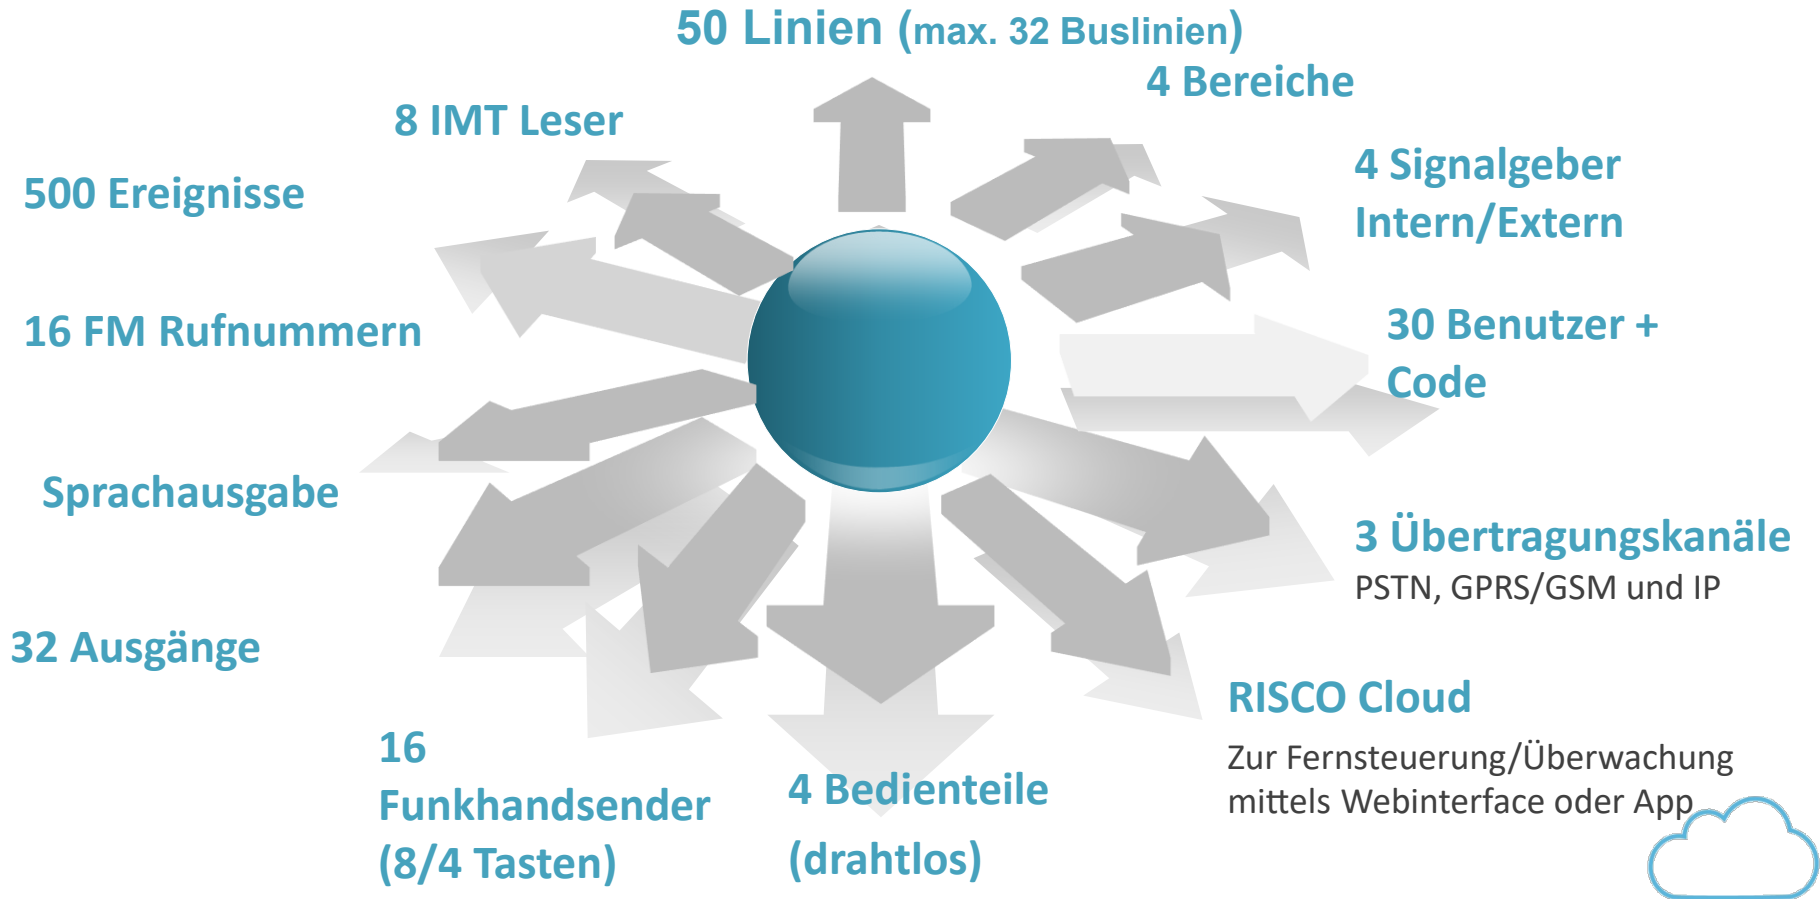 50 Linien (max. 32 Buslinien)
4 Bereiche
8 IMT Leser
4 Signalgeber
Intern/Extern
500 Ereignisse
30 Benutzer +
Code
16 FM Rufnummern
Sprachausgabe
3 Übertragungskanäle
PSTN, GPRS/GSM und IP
32 Ausgänge
RISCO Cloud
Zur Fernsteuerung/Überwachung
mittels Webinterface oder App
16
Funkhandsender
(8/4 Tasten)
4 Bedienteile
(drahtlos)